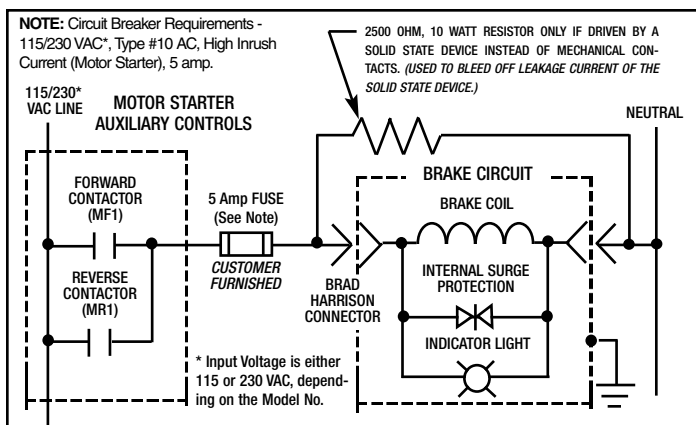 NOTE: Circuit Breaker Requirements -
115/230 VAC*, Type #10 AC, High Inrush
Current (Motor Starter), 5 amp.
2500 OHM, 10 WATT RESISTOR ONLY IF DRIVEN BY A
SOLID STATE DEVICE INSTEAD OF MECHANICAL CON-
TACTS. (USED TO BLEED OFF LEAKAGE CURRENT OF THE
SOLID STATE DEVICE.)
115/230*
VAC LINE
MOTOR STARTER
AUXILIARY CONTROLS
NEUTRAL
FORWARD
CONTACTOR
(MF1)
5 Amp FUSE
(See Note)
CUSTOMER
FURNISHED
BRAKE CIRCUIT
BRAKE COIL
REVERSE
CONTACTOR
(MR1)
BRAD
HARRISON
CONNECTOR
INTERNAL SURGE
PROTECTION
INDICATOR LIGHT
* Input Voltage is either
115 or 230 VAC, depend-
ing on the Model No.